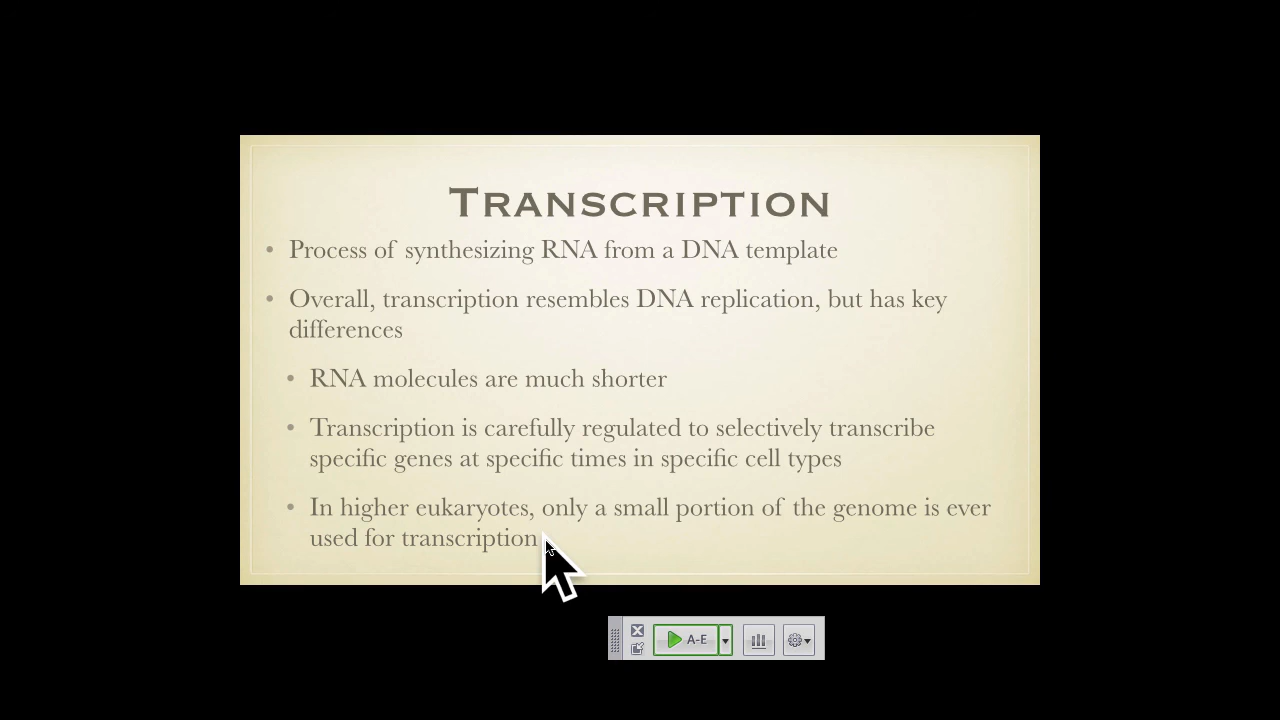 Transcription
• Process of synthesizing RNA from a DNA template
• Overall, transcription resembles DNA replication, but has key
differences
• RNA molecules are much shorter
• Transcription is carefully regulated to selectively transcribe
specific genes at specific times in specific cell types
• In higher eukaryotes, only a small portion of the genome is ever
used for transcription
A-E